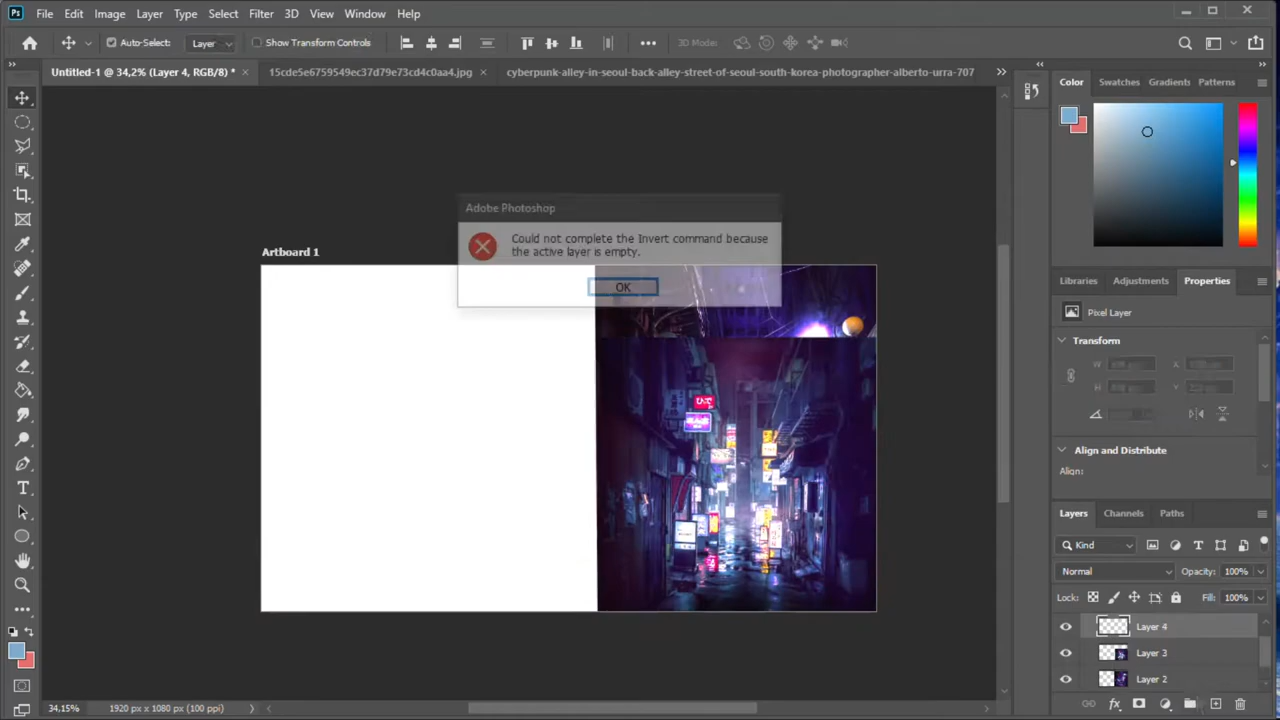 Ps File Edit Image Layer Type Select Filter 3D View Window Help
Auto-Select: Layer Show Transform Controls 3D Mode:
Untitled-1 @ 34,2% (Layer 4, RGB/8) * × 15cde5e6759549ec37d79e73cd4c0aa4.jpg × cyberpunk-alley-in-seoul-back-alley-street-of-seoul-south-korea-photographer-alberto-urra-707
Color Swatches Gradients Patterns
Adobe Photoshop
Could not complete the Invert command because
the active layer is empty.
OK
Artboard 1
Libraries Adjustments Properties
Pixel Layer
Transform
W X
H Y
Align and Distribute
Align:
Layers Channels Paths
Kind
Normal Opacity: 100%
Lock: Fill: 100%
Layer 4
Layer 3
Layer 2
34,15% 1920 px x 1080 px (100 ppi)